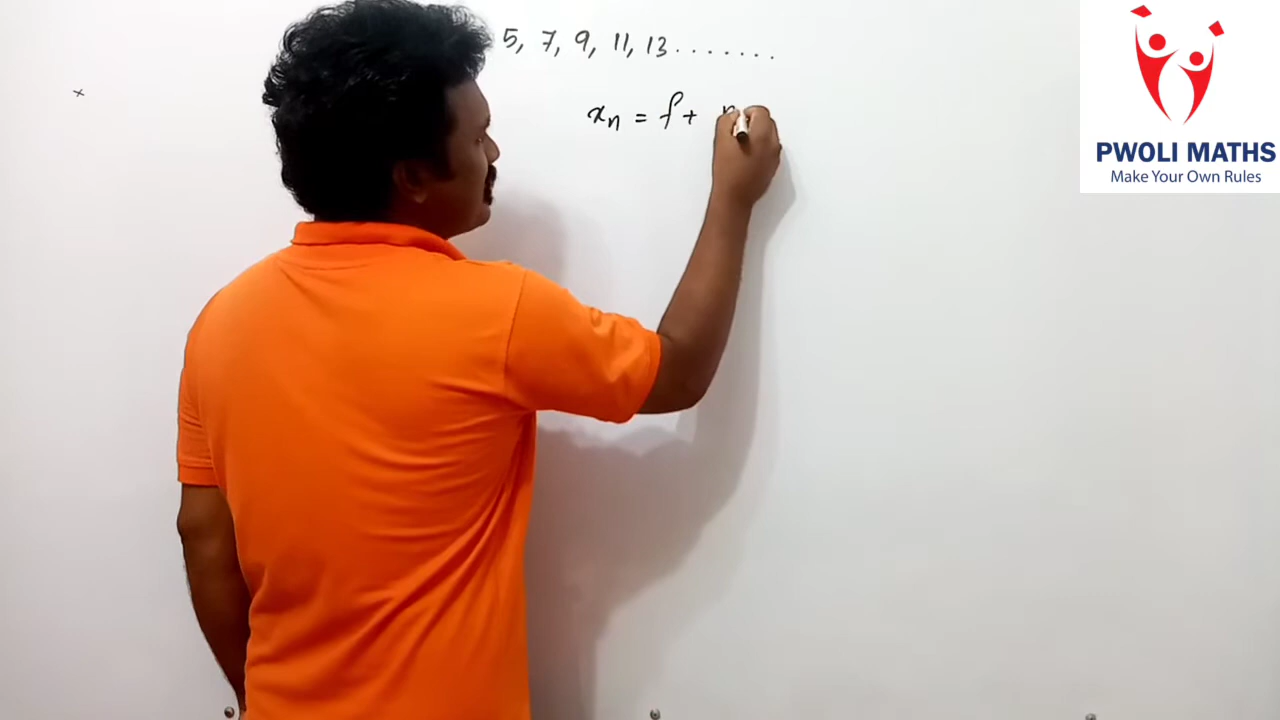 5, 7, 9, 11, 13.......
xₙ = f +
PWOLI MATHS
Make Your Own Rules